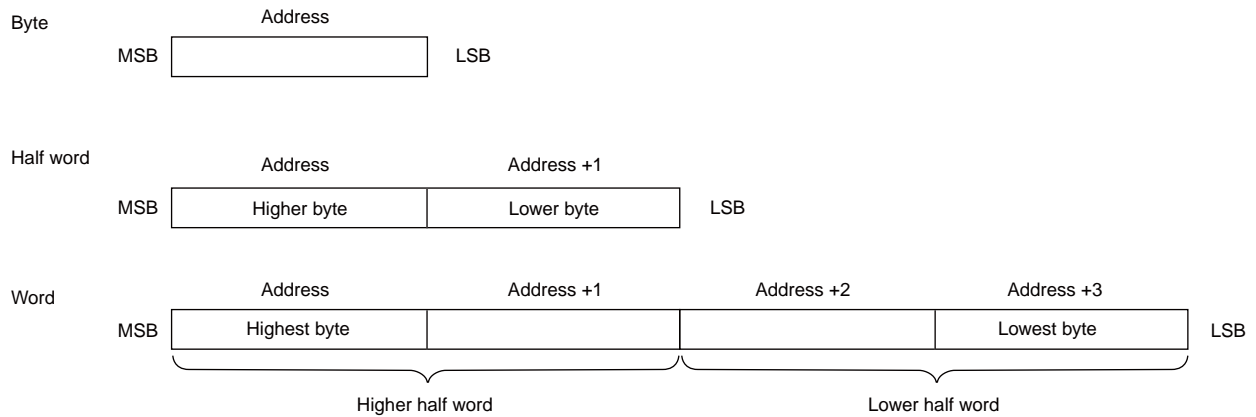 Byte
Address
MSB
LSB
Half word
Address
Address +1
MSB
Higher byte
Lower byte
LSB
Word
Address
Address +1
Address +2
Address +3
MSB
Highest byte
Lowest byte
LSB
Higher half word
Lower half word